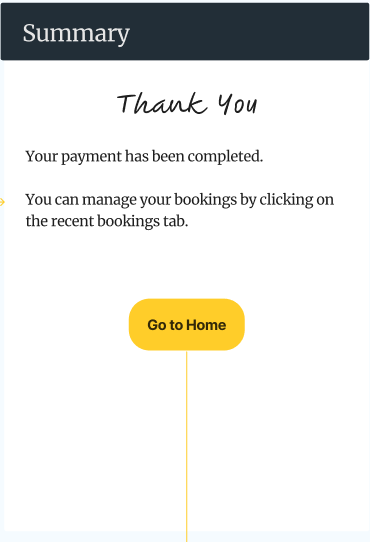 Summary
Thank You
Your payment has been completed.
You can manage your bookings by clicking on
the recent bookings tab.
Go to Home